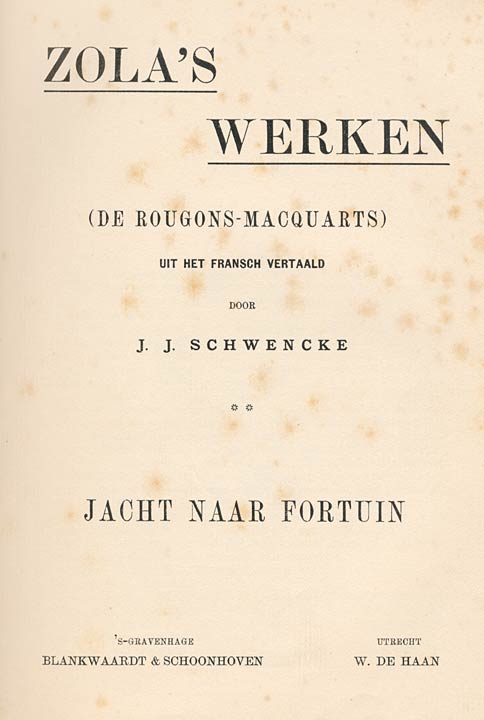 ZOLA'S
WERKEN
(DE ROUGONS-MACQUARTS)
UIT HET FRANSCH VERTAALD
DOOR
J. J. SCHWENCKE
JACHT NAAR FORTUIN
'S-GRAVENHAGE
BLANKWAARDT & SCHOONHOVEN
UTRECHT
W. DE HAAN